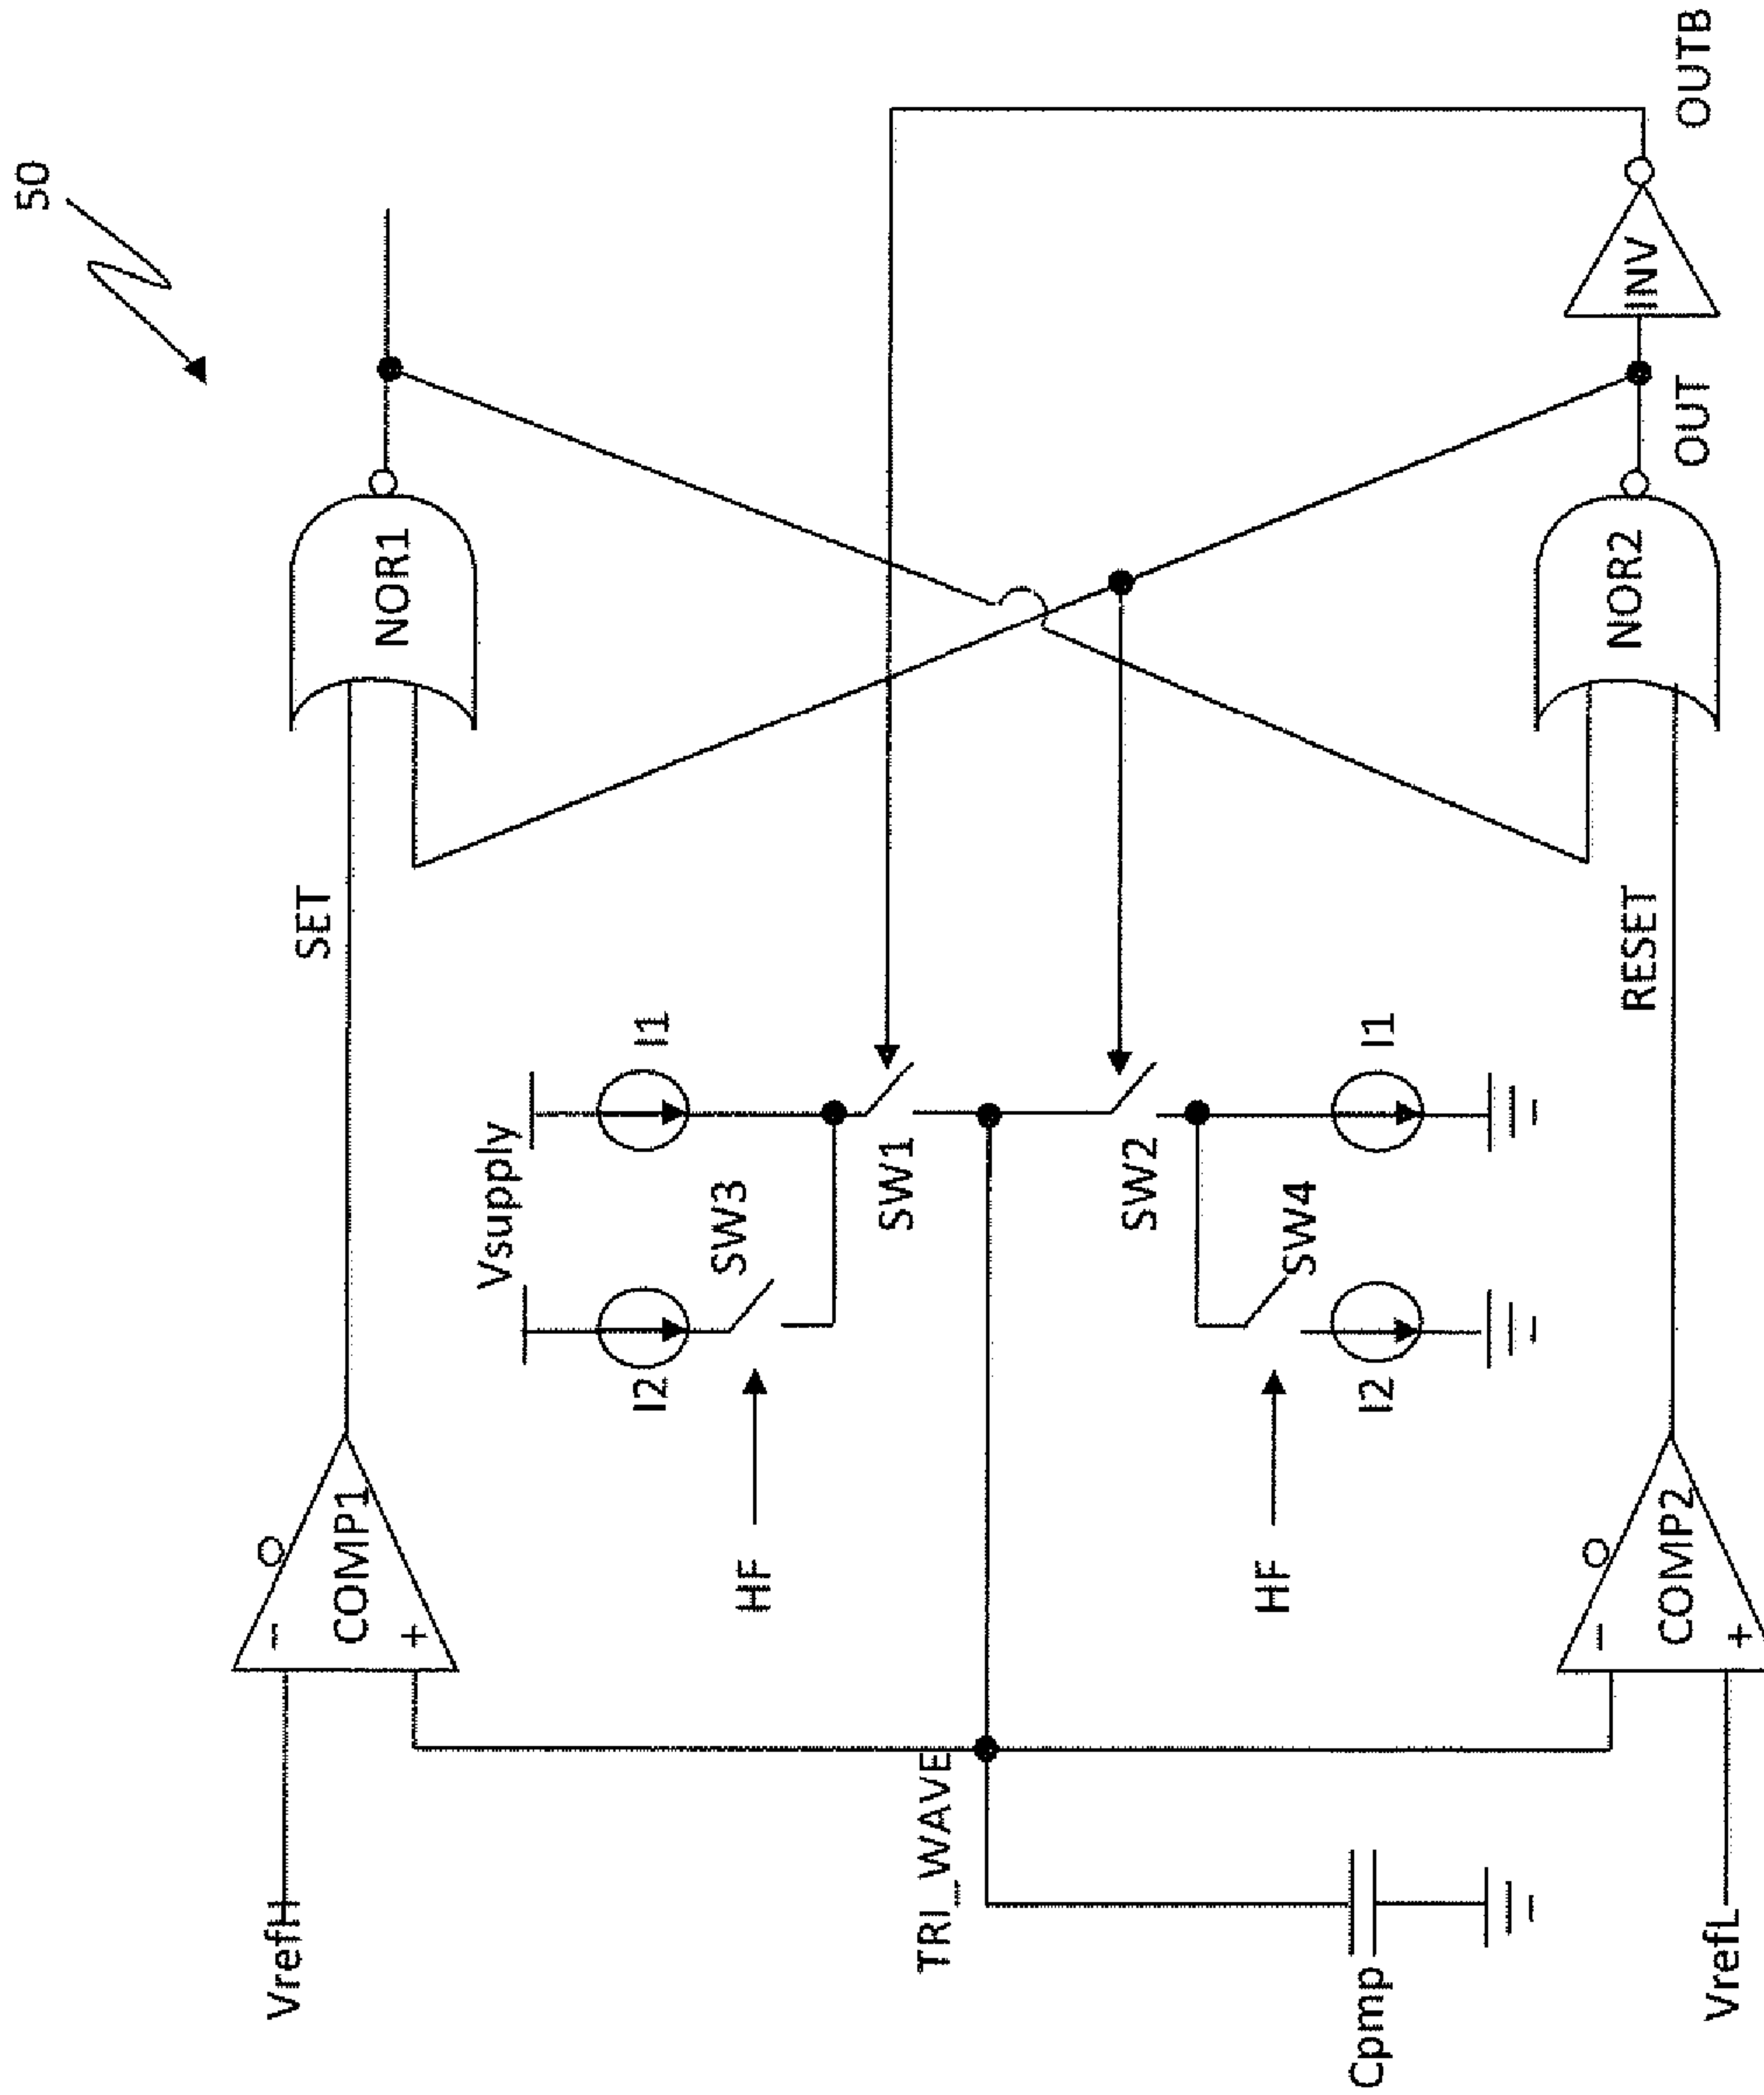 50
VrefH
COMP1
-
+
SET
NOR1
Vsupply
I2
I1
SW3
HF
SW1
TRI_WAVE
SW2
SW4
HF
I2
I1
Cpmp
VrefL
COMP2
-
+
RESET
NOR2
OUT
INV
OUTB